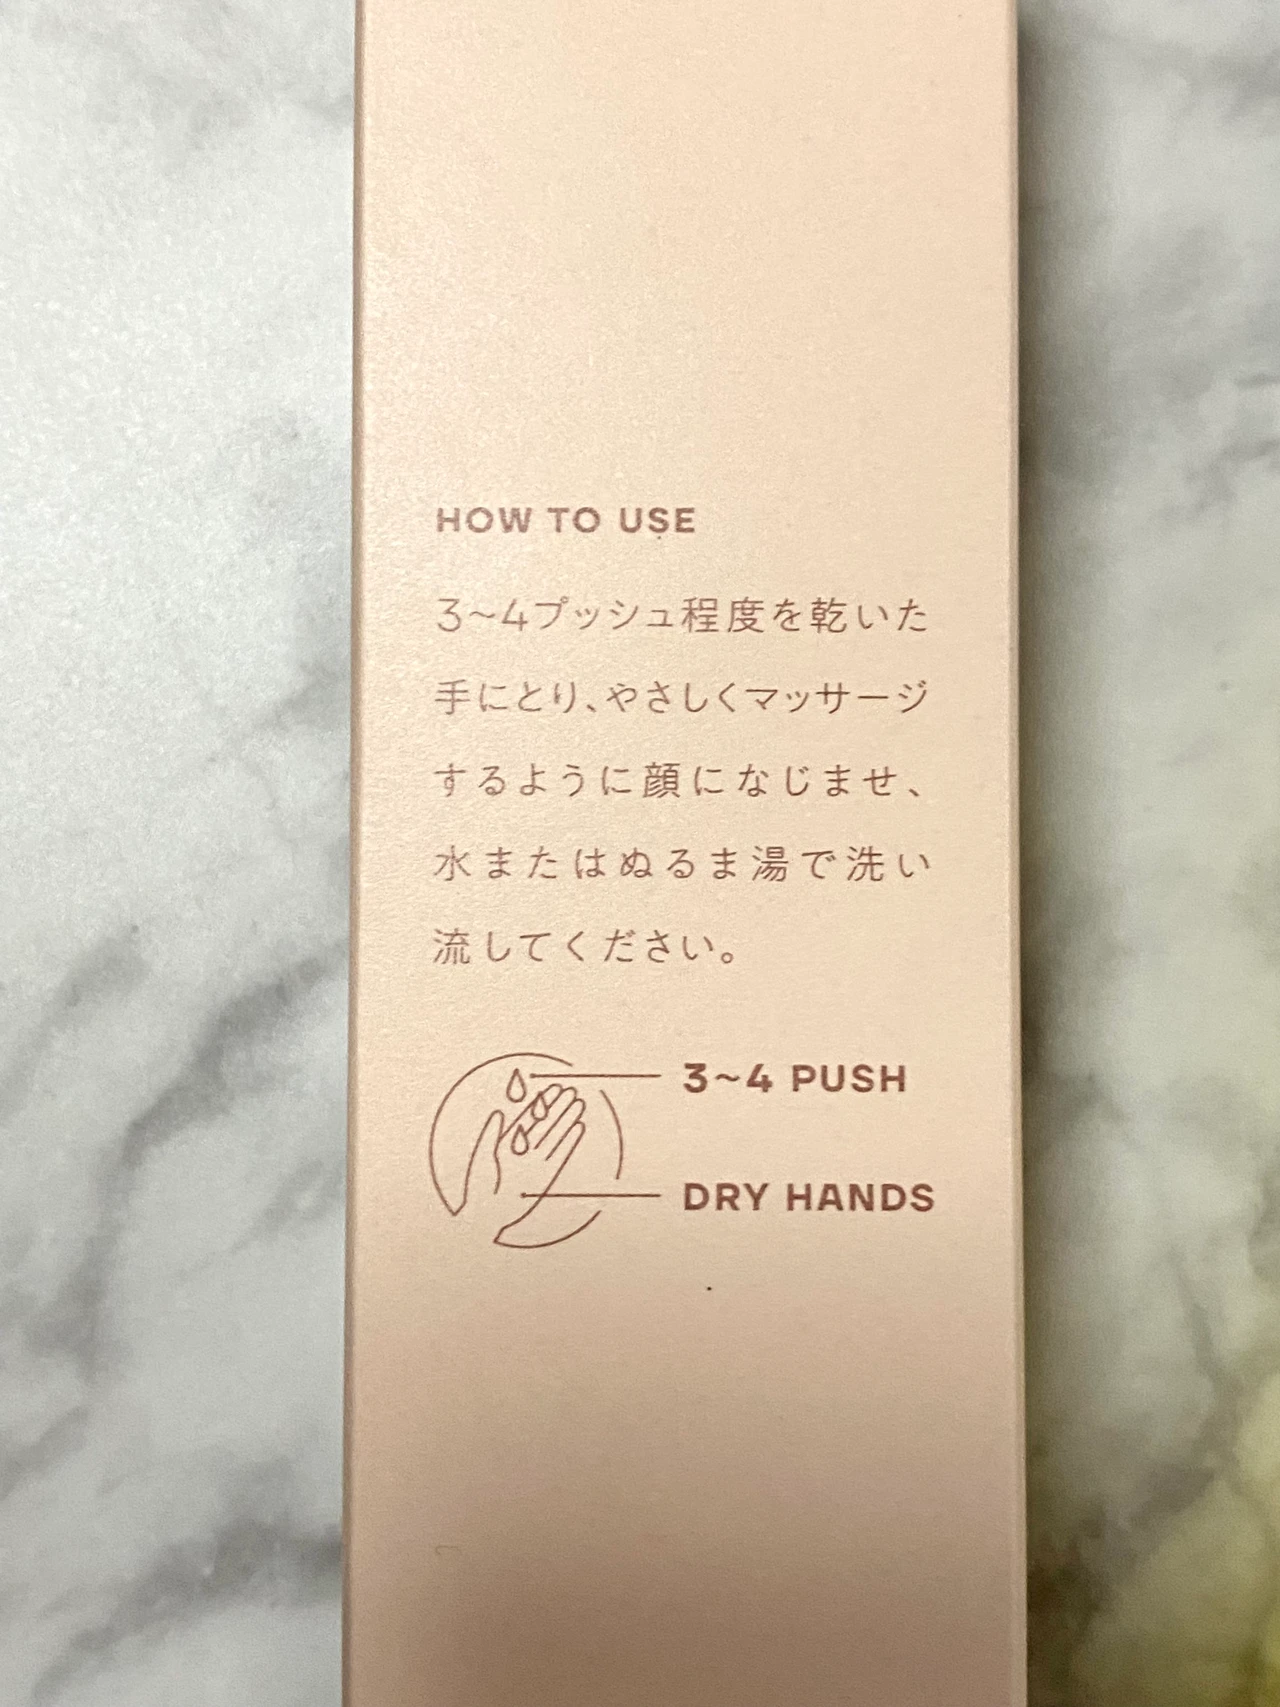 HOW TO USE
3~4プッシュ程度を乾いた
手にとり、やさしくマッサージ
するように顔になじませ、
水またはぬるま湯で洗い
流してください。
3~4 PUSH
DRY HANDS